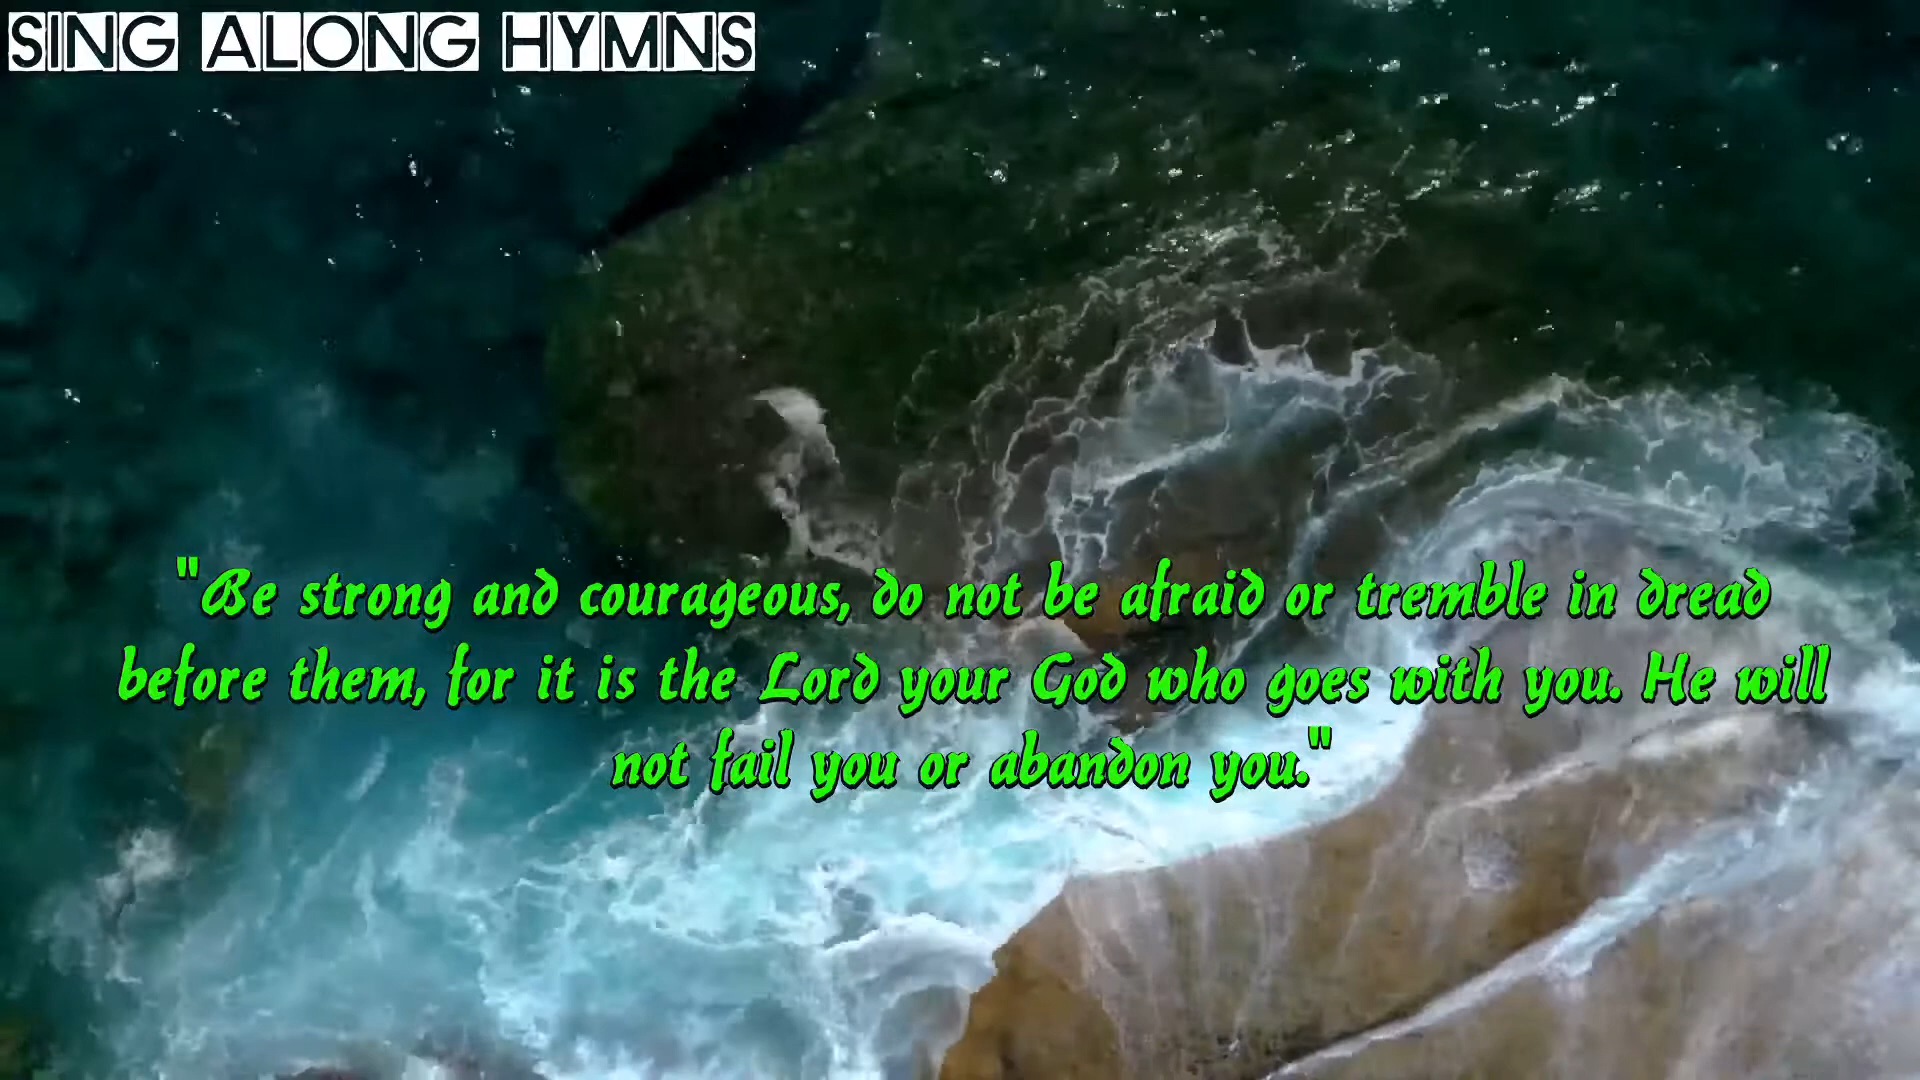 SING ALONG HYMNS
"Be strong and courageous, do not be afraid or tremble in dread
before them, for it is the Lord your God who goes with you. He will
not fail you or abandon you."